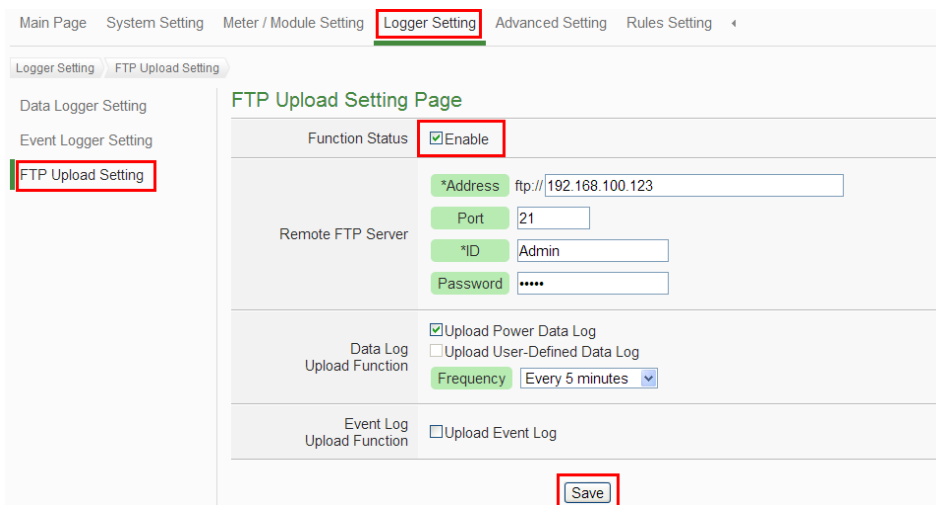 Main Page System Setting Meter / Module Setting Logger Setting Advanced Setting Rules Setting
Logger Setting FTP Upload Setting
Data Logger Setting
Event Logger Setting
FTP Upload Setting
FTP Upload Setting Page
Function Status Enable
Remote FTP Server
*Address ftp:// 192.168.100.123
Port 21
*ID Admin
Password •••••
Data Log
Upload Function
Upload Power Data Log
Upload User-Defined Data Log
Frequency Every 5 minutes
Event Log
Upload Function
Upload Event Log
Save